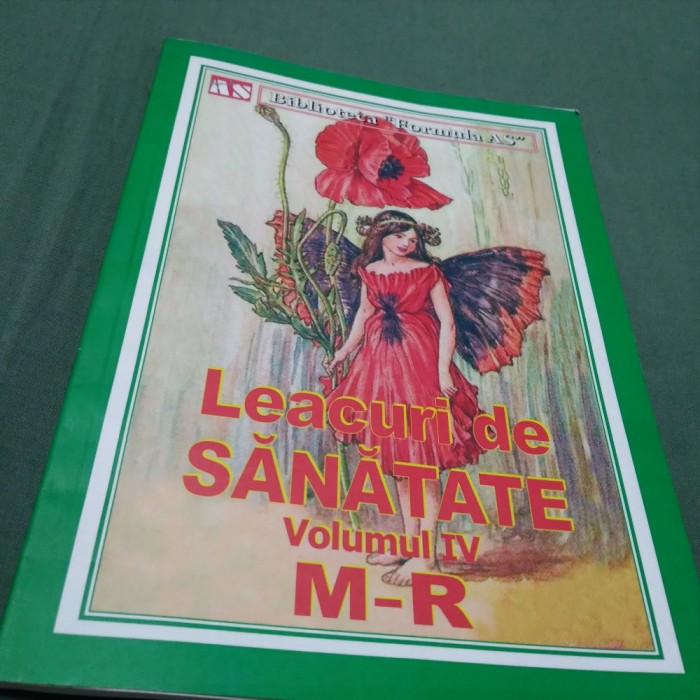 AS
Biblioteca "Formula AS"
Leacuri de
SĂNĂTATE
Volumul IV
M-R